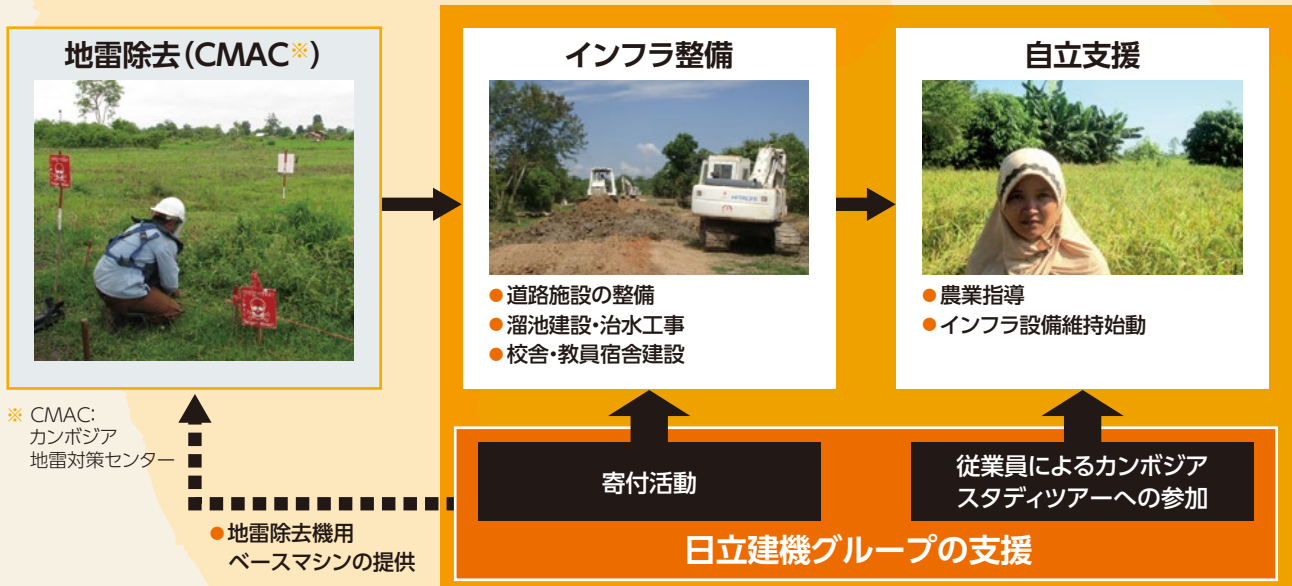 地雷除去(CMAC※)
インフラ整備
自立支援
HITACHI
●道路施設の整備
●溜池建設・治水工事
●校舎・教員宿舎建設
●農業指導
●インフラ設備維持始動
※ CMAC:
カンボジア
地雷対策センター
●地雷除去機用
ベースマシンの提供
寄付活動
従業員によるカンボジア
スタディツアーへの参加
日立建機グループの支援